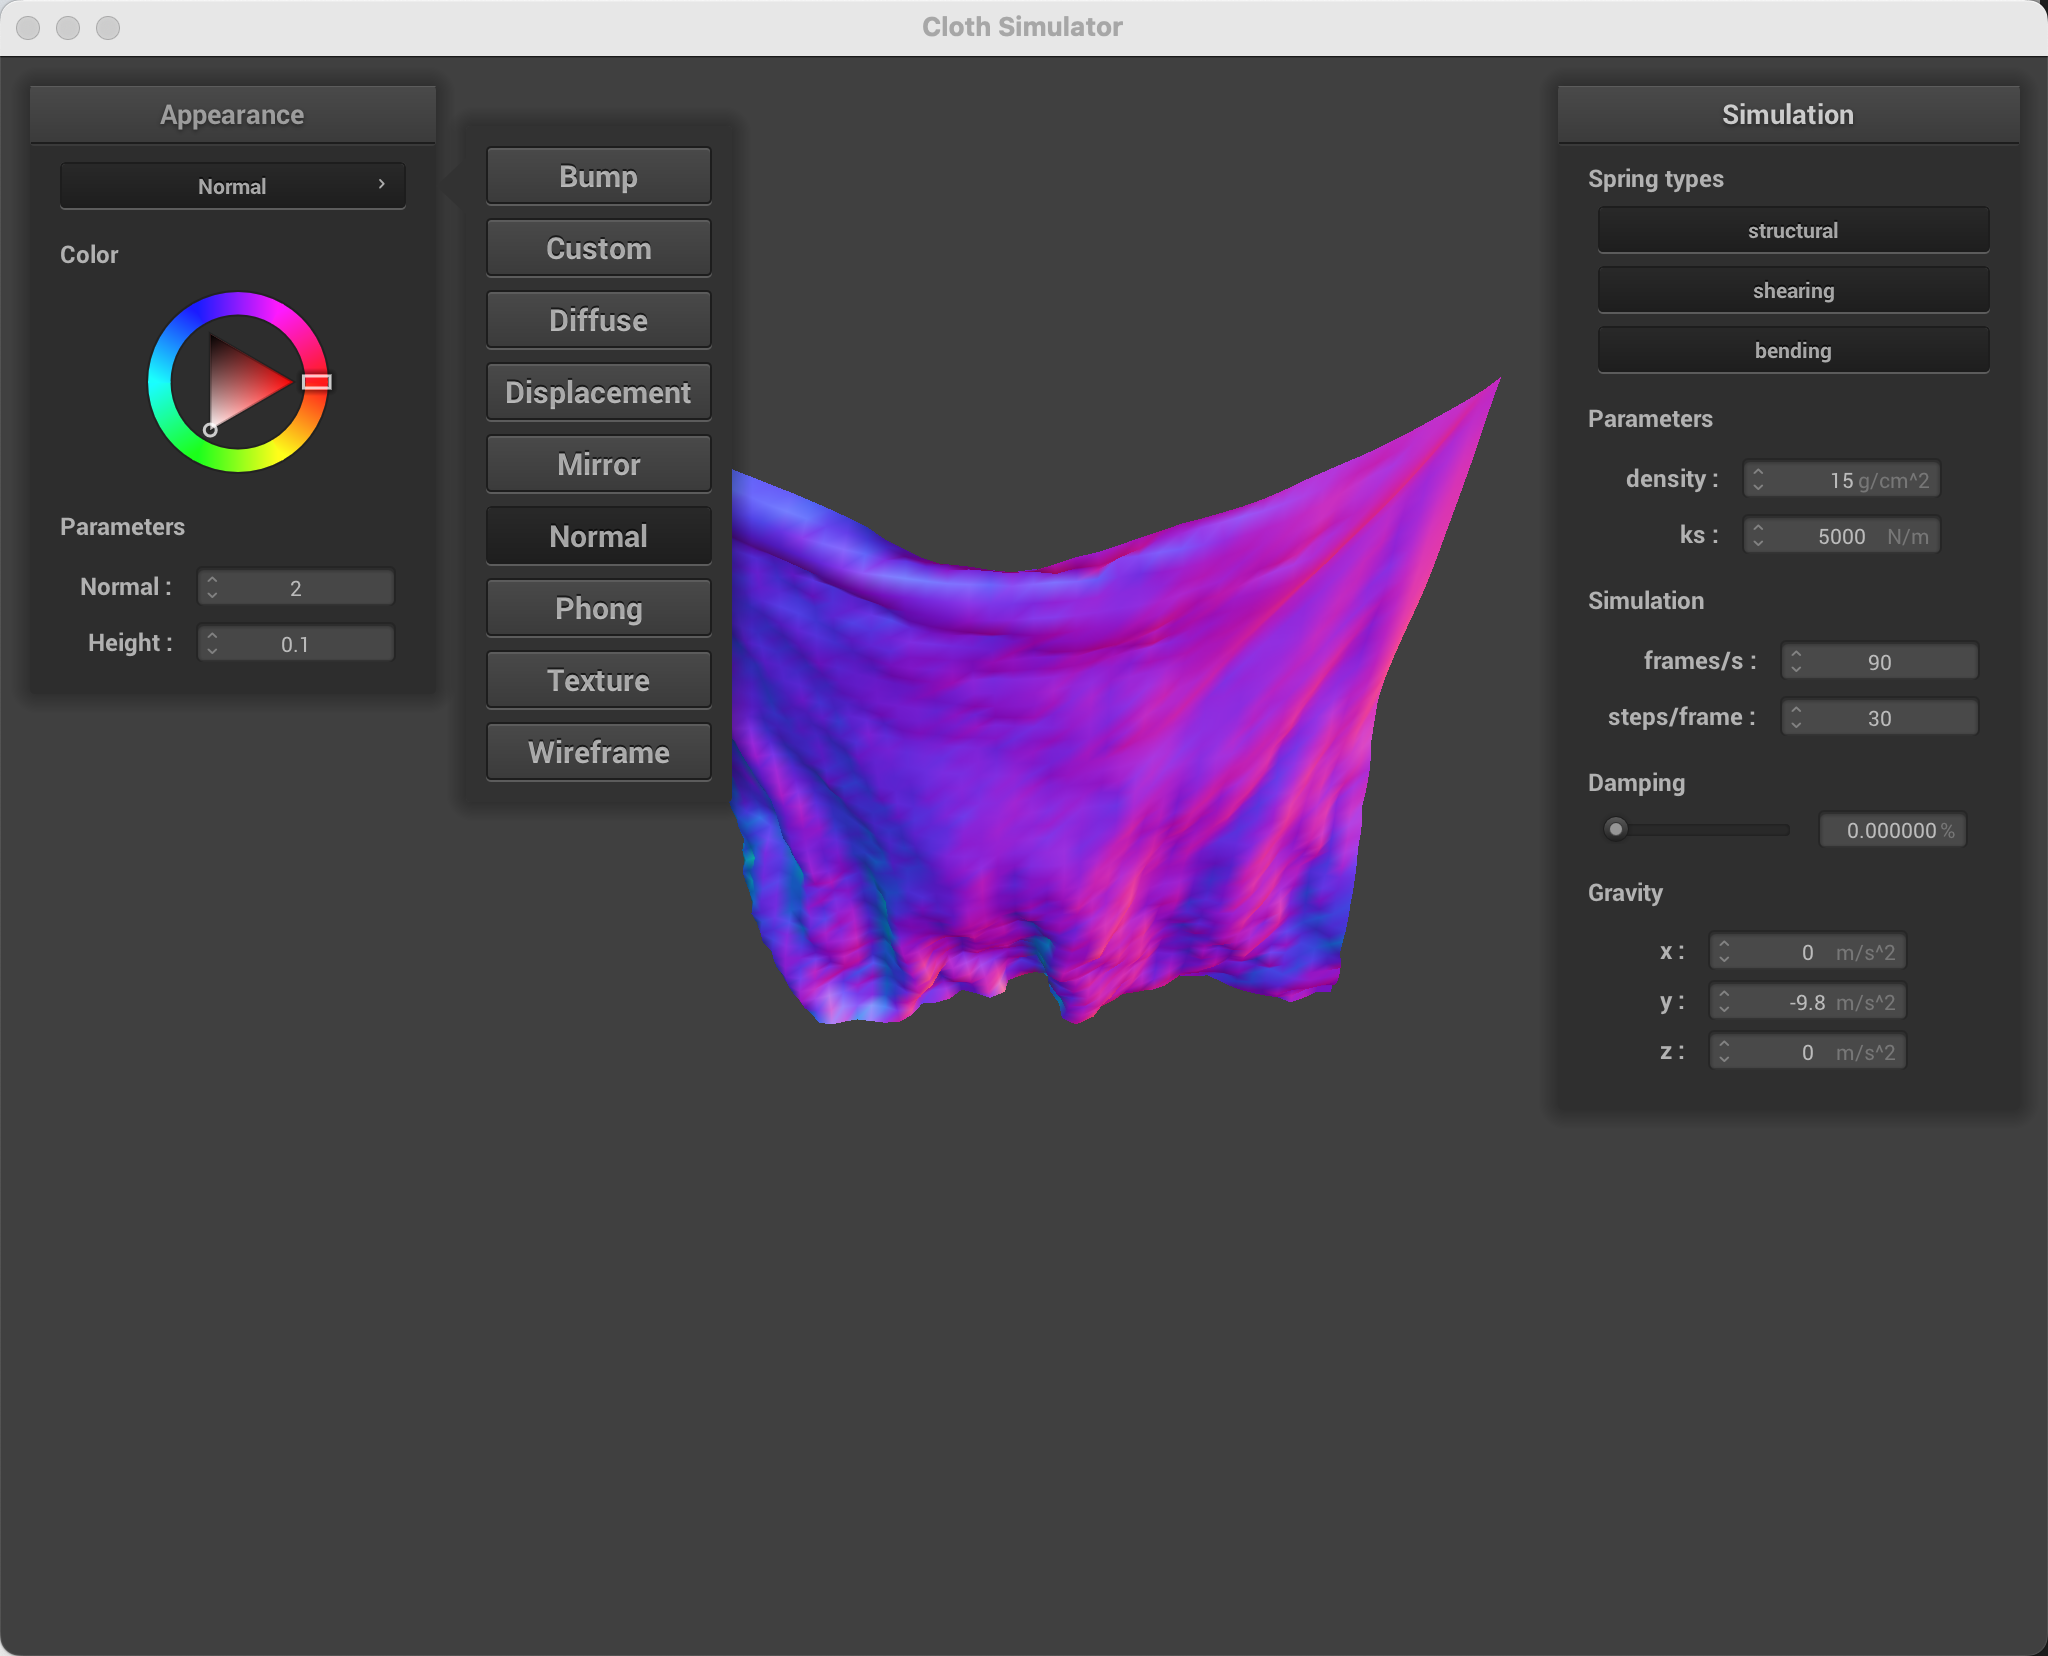 Cloth Simulator
Appearance
Normal
Color
Parameters
Normal : 2
Height : 0.1
Bump
Custom
Diffuse
Displacement
Mirror
Normal
Phong
Texture
Wireframe
Simulation
Spring types
structural
shearing
bending
Parameters
density : 15 g/cm^2
ks : 5000 N/m
Simulation
frames/s : 90
steps/frame : 30
Damping
0.000000 %
Gravity
x : 0 m/s^2
y : -9.8 m/s^2
z : 0 m/s^2